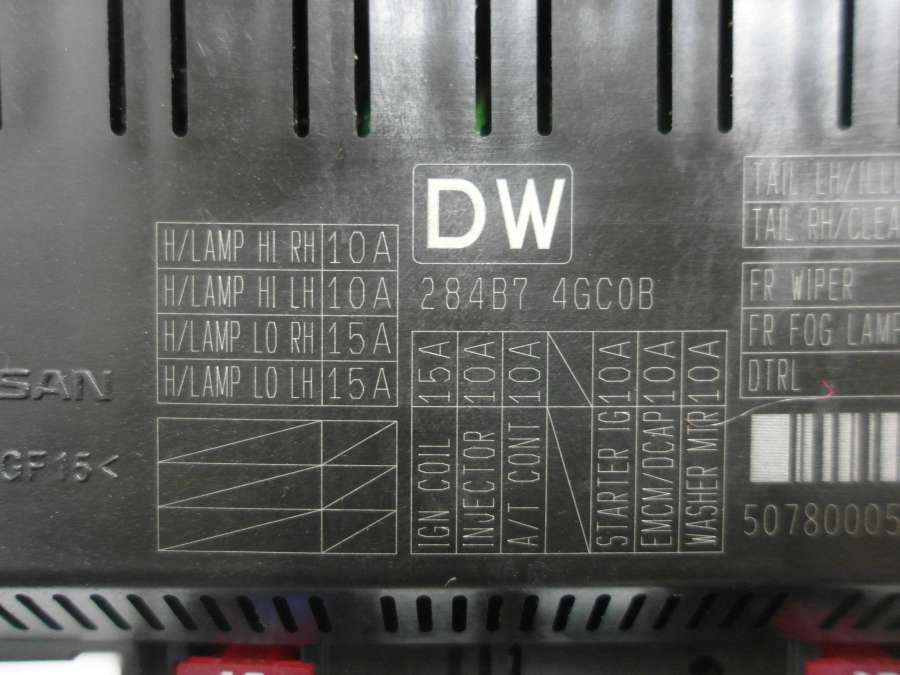 DW
284B7 4GC0B
H/LAMP HI RH 10A
H/LAMP HI LH 10A
H/LAMP LO RH 15A
H/LAMP LO LH 15A
SAN
GF15<
IGN COIL 15A
INJECTOR 10A
A/T CONT 10A
STARTER IG 10A
EMCM/DCAP 10A
WASHER MTR 10A
TAIL LH/ILL
TAIL RH/CLEA
FR WIPER
FR FOG LAMP
DTRL
50780005